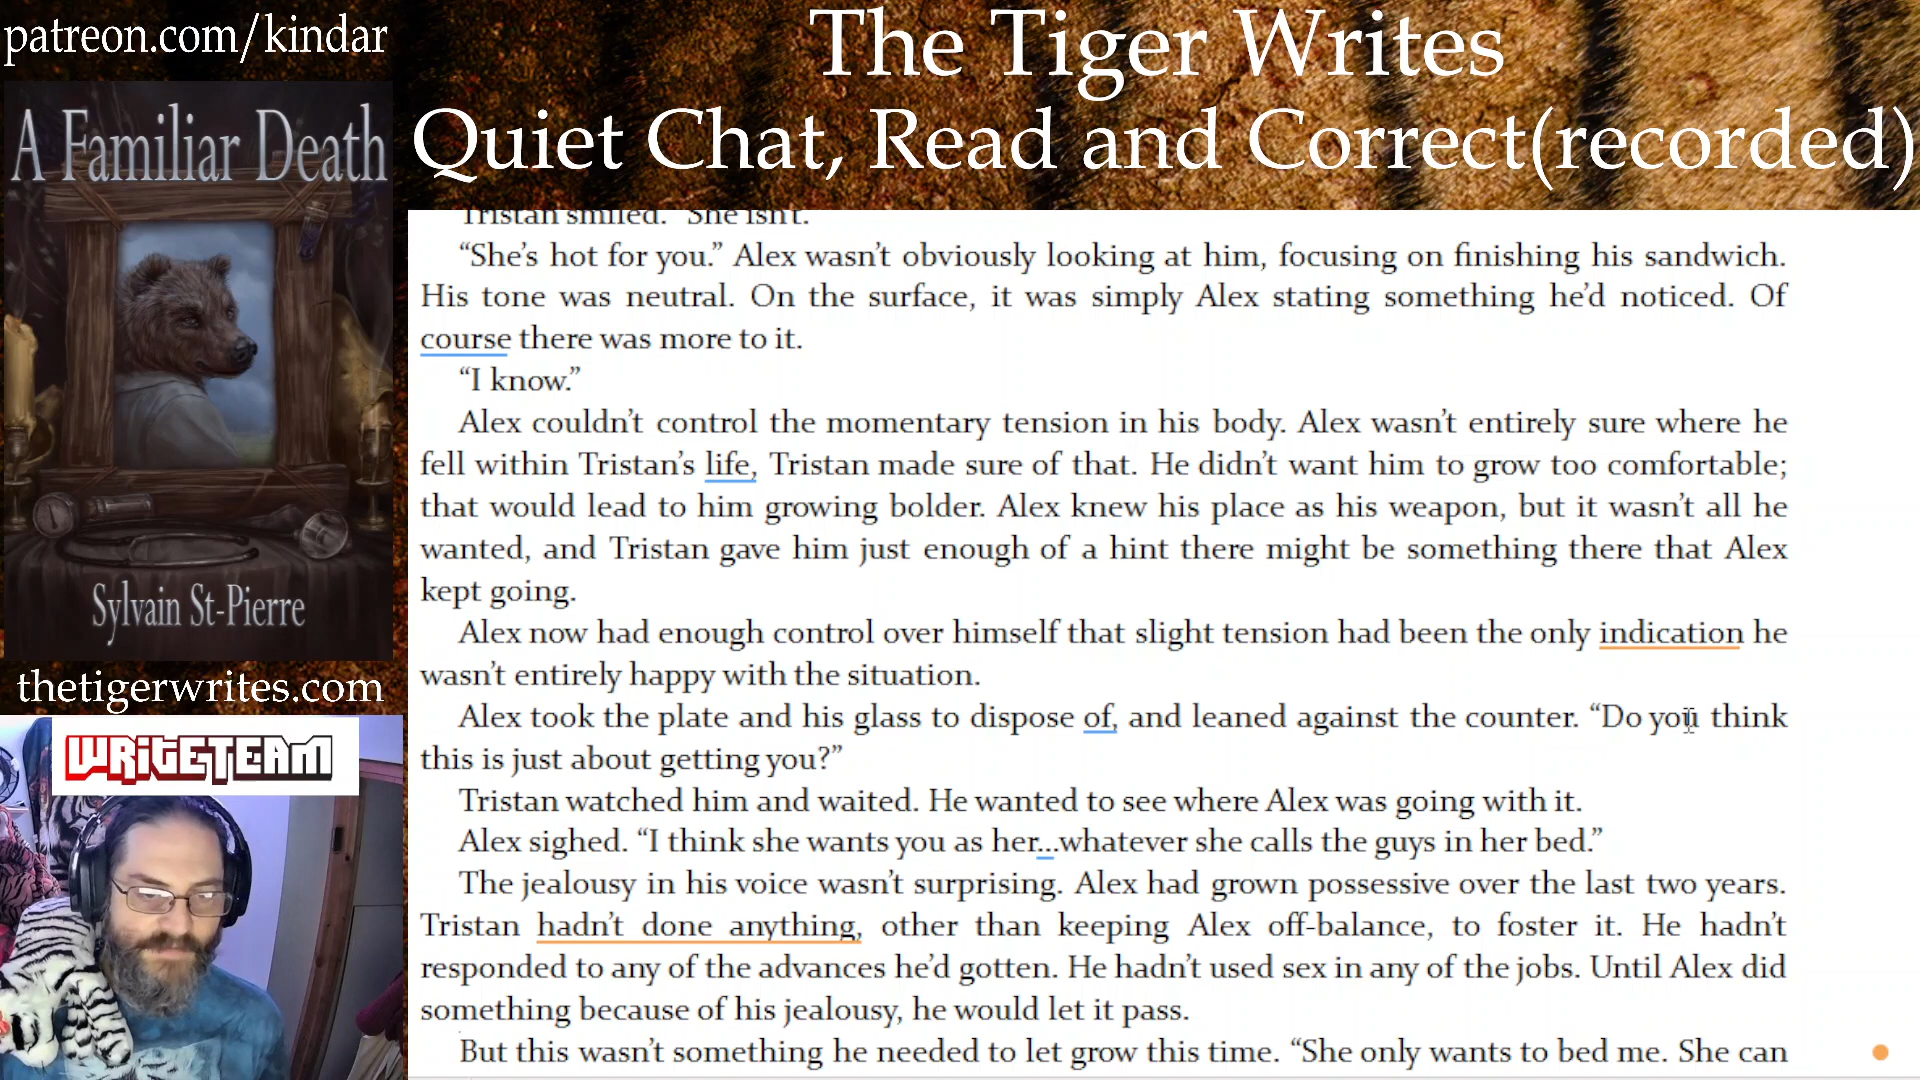 patreon.com/kindar
A Familiar Death
Sylvain St-Pierre
thetigerwrites.com
WRITETEAM
The Tiger Writes
Quiet Chat, Read and Correct(recorded)
Tristan smiled. “She isn’t.
“She’s hot for you.” Alex wasn’t obviously looking at him, focusing on finishing his sandwich.
His tone was neutral. On the surface, it was simply Alex stating something he’d noticed. Of
course there was more to it.
“I know.”
Alex couldn’t control the momentary tension in his body. Alex wasn’t entirely sure where he
fell within Tristan’s life, Tristan made sure of that. He didn’t want him to grow too comfortable;
that would lead to him growing bolder. Alex knew his place as his weapon, but it wasn’t all he
wanted, and Tristan gave him just enough of a hint there might be something there that Alex
kept going.
Alex now had enough control over himself that slight tension had been the only indication he
wasn’t entirely happy with the situation.
Alex took the plate and his glass to dispose of, and leaned against the counter. “Do you think
this is just about getting you?”
Tristan watched him and waited. He wanted to see where Alex was going with it.
Alex sighed. “I think she wants you as her...whatever she calls the guys in her bed.”
The jealousy in his voice wasn’t surprising. Alex had grown possessive over the last two years.
Tristan hadn’t done anything, other than keeping Alex off-balance, to foster it. He hadn’t
responded to any of the advances he’d gotten. He hadn’t used sex in any of the jobs. Until Alex did
something because of his jealousy, he would let it pass.
But this wasn’t something he needed to let grow this time. “She only wants to bed me. She can